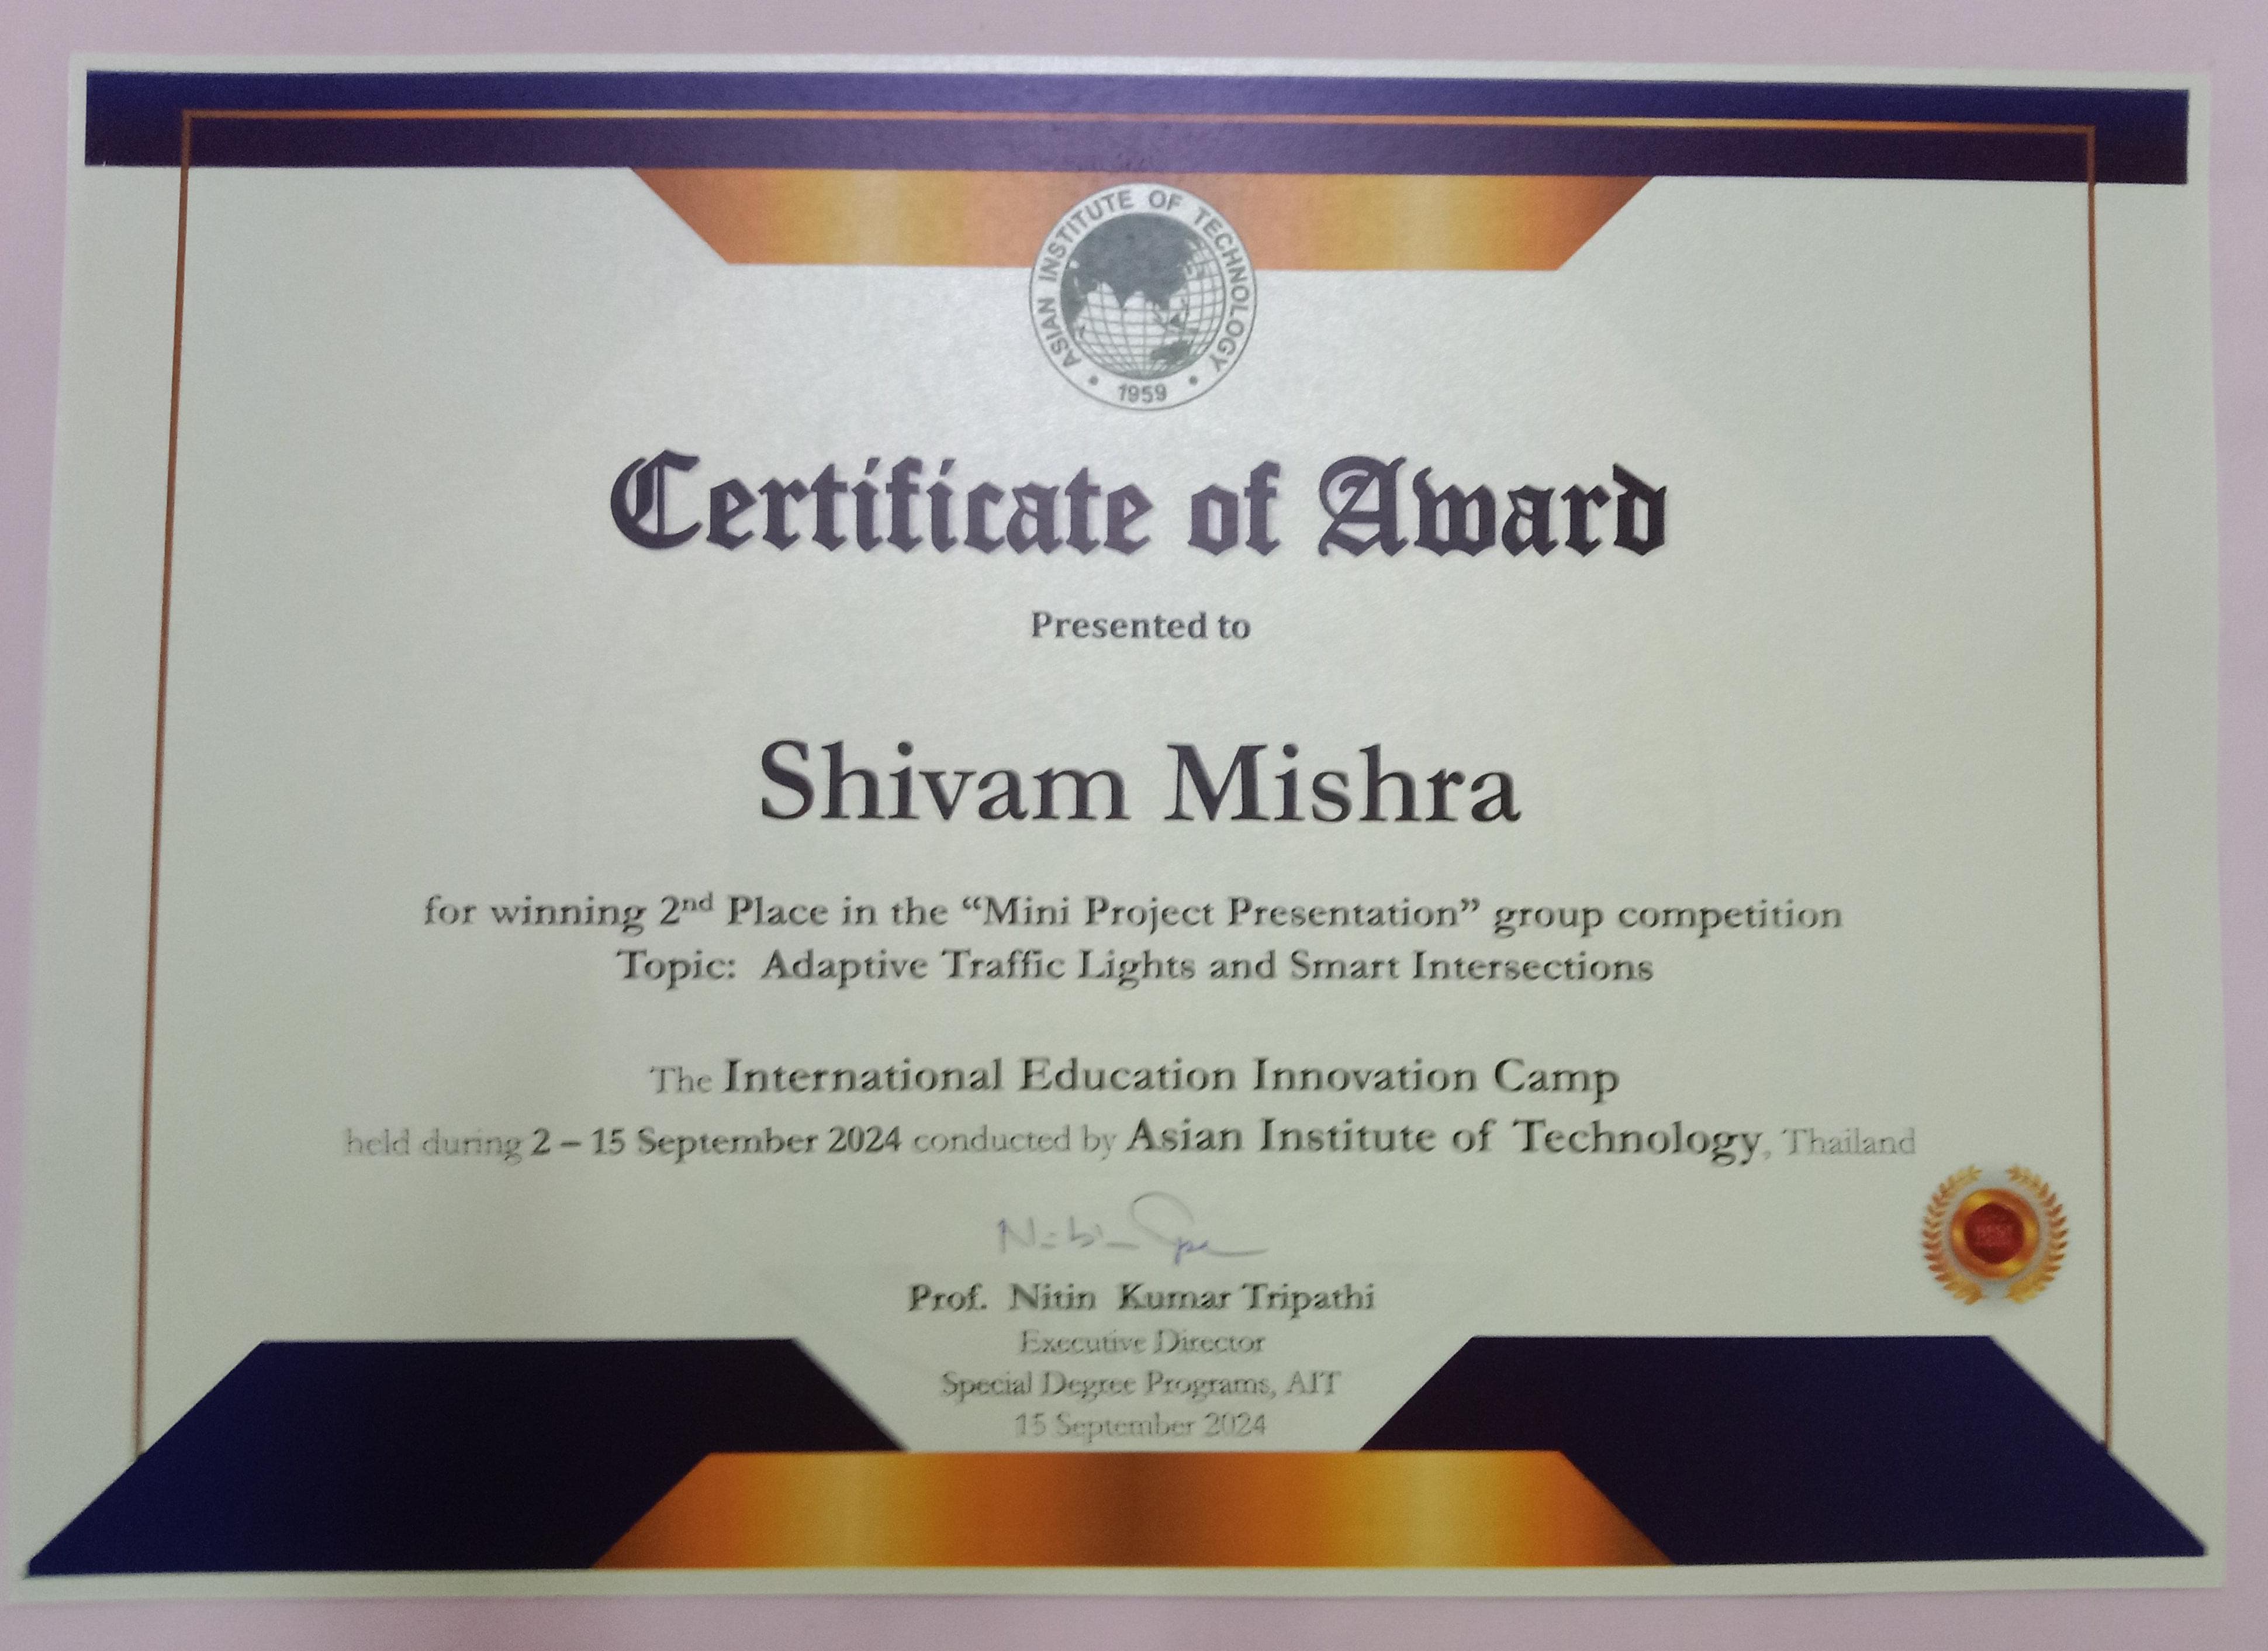 ASIAN INSTITUTE OF TECHNOLOGY
1959
Certificate of Award
Presented to
Shivam Mishra
for winning 2nd Place in the “Mini Project Presentation” group competition
Topic: Adaptive Traffic Lights and Smart Intersections
The International Education Innovation Camp
held during 2 – 15 September 2024 conducted by Asian Institute of Technology, Thailand
Prof. Nitin Kumar Tripathi
Executive Director
Special Degree Programs, AIT
15 September 2024